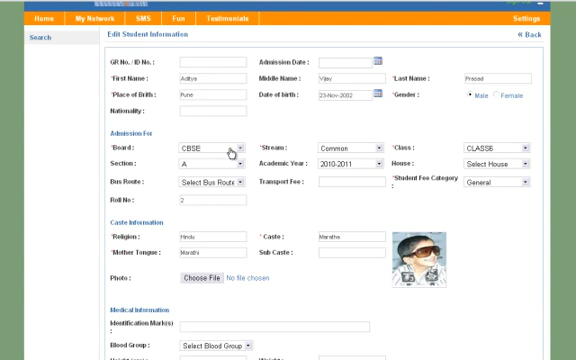 Home My Network SMS Fun Testimonials Settings
Search
Edit Student Information
« Back
GR No. / ID No. : Admission Date :
*First Name : Aditya Middle Name : Vijay *Last Name : Prasad
*Place of Brith : Pune Date of birth : 23-Nov-2002 *Gender : Male Female
Nationality :
Admission For
*Board : CBSE *Stream : Common *Class : CLASS6
Section : A Academic Year : 2010-2011 House : Select House
Bus Route : Select Bus Route Transport Fee : *Student Fee Category : General
Roll No : 2
Caste Information
*Religion : Hindu * Caste : Maratha
*Mother Tongue : Marathi Sub Caste :
Photo : Choose File No file chosen
Medical Information
Identification Mark(s) :
Blood Group : Select Blood Group